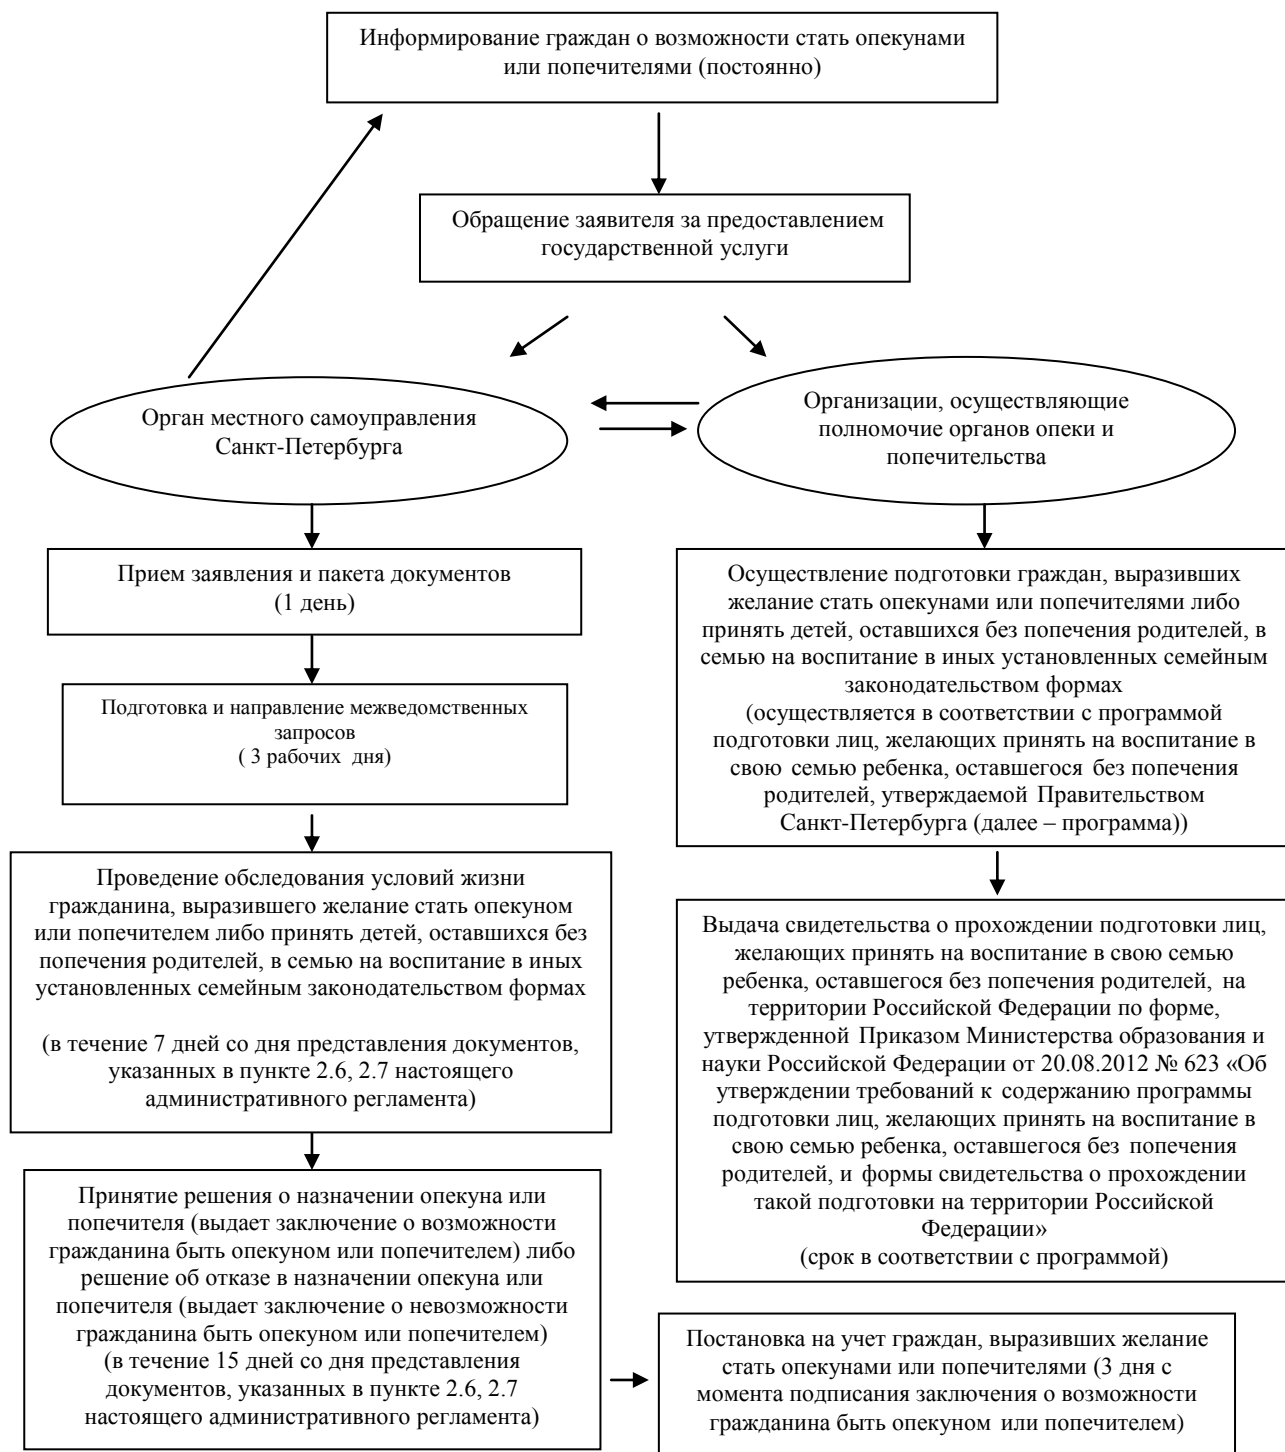 Информирование граждан о возможности стать опекунами
или попечителями (постоянно)
Обращение заявителя за предоставлением
государственной услуги
Орган местного самоуправления
Санкт-Петербурга
Организации, осуществляющие
полномочие органов опеки и
попечительства
Прием заявления и пакета документов
(1 день)
Подготовка и направление межведомственных
запросов
( 3 рабочих дня)
Проведение обследования условий жизни
гражданина, выразившего желание стать опекуном
или попечителем либо принять детей, оставшихся без
попечения родителей, в семью на воспитание в иных
установленных семейным законодательством формах
(в течение 7 дней со дня представления документов,
указанных в пункте 2.6, 2.7 настоящего
административного регламента)
Принятие решения о назначении опекуна или
попечителя (выдает заключение о возможности
гражданина быть опекуном или попечителем) либо
решение об отказе в назначении опекуна или
попечителя (выдает заключение о невозможности
гражданина быть опекуном или попечителем)
(в течение 15 дней со дня представления
документов, указанных в пункте 2.6, 2.7
настоящего административного регламента)
Осуществление подготовки граждан, выразивших
желание стать опекунами или попечителями либо
принять детей, оставшихся без попечения родителей, в
семью на воспитание в иных установленных семейным
законодательством формах
(осуществляется в соответствии с программой
подготовки лиц, желающих принять на воспитание в
свою семью ребенка, оставшегося без попечения
родителей, утверждаемой Правительством
Санкт-Петербурга (далее – программа))
Выдача свидетельства о прохождении подготовки лиц,
желающих принять на воспитание в свою семью
ребенка, оставшегося без попечения родителей, на
территории Российской Федерации по форме,
утвержденной Приказом Министерства образования и
науки Российской Федерации от 20.08.2012 № 623 «Об
утверждении требований к содержанию программы
подготовки лиц, желающих принять на воспитание в
свою семью ребенка, оставшегося без попечения
родителей, и формы свидетельства о прохождении
такой подготовки на территории Российской
Федерации»
(срок в соответствии с программой)
Постановка на учет граждан, выразивших желание
стать опекунами или попечителями (3 дня с
момента подписания заключения о возможности
гражданина быть опекуном или попечителем)